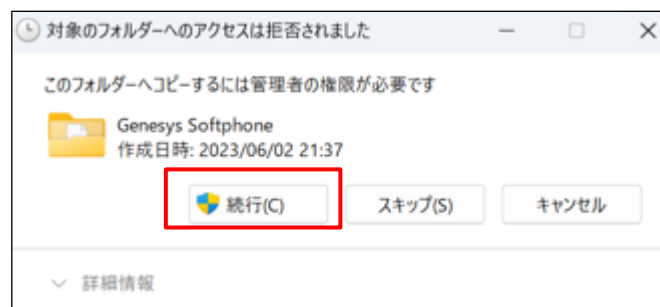 対象のフォルダーへのアクセスは拒否されました
このフォルダーへコピーするには管理者の権限が必要です
Genesys Softphone
作成日時: 2023/06/02 21:37
続行(C) スキップ(S) キャンセル
詳細情報